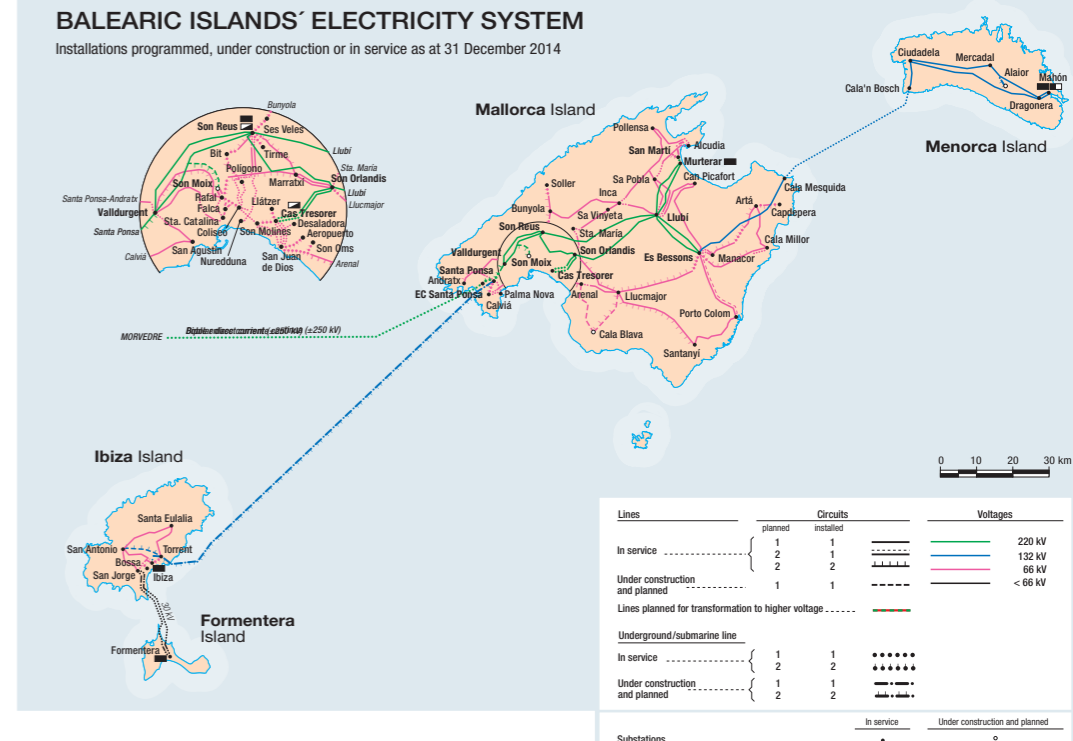 BALEARIC ISLANDS´ ELECTRICITY SYSTEM
Installations programmed, under construction or in service as at 31 December 2014
Ciudadela
Mercadal
Alaior
Mahón
Cala'n Bosch
Dragonera
Menorca Island
Mallorca Island
Bunyola
Son Reus
Ses Veles
Bit
Tirme
Llubí
Poligono
Sta. María
Son Moix
Marratxi
Son Orlandis
Santa Ponsa-Andratx
Rafal
Llátzer
Llubí
Valldurgent
Falca
Cas Tresorer
Llucmajor
Sta. Catalina
Desaladora
Santa Ponsa
Coliseo
Son Molines
Aeropuerto
San Agustín
Son Oms
Calviá
Nuredduna
San Juan
de Dios
Arenal
Pollensa
Alcudia
San Martí
Murterar
Sa Pobla
Can Picafort
Soller
Inca
Cala Mesquida
Bunyola
Sa Vinyeta
Artá
Capdepera
Llubí
Son Reus
Sta. María
Cala Millor
Valldurgent
Son Orlandis
Es Bessons
Manacor
Son Moix
Santa Ponsa
Cas Tresorer
Andratx
EC Santa Ponsa
Palma Nova
Arenal
Llucmajor
Calviá
Porto Colom
Cala Blava
Santanyí
MORVEDRE
(±250 kV)
Ibiza Island
Santa Eulalia
San Antonio
Torrent
Bossa
San Jorge
Ibiza
30 kV
Formentera
Island
Formentera
0 10 20 30 km
Lines Circuits Voltages
planned installed
In service 1 1 220 kV
2 1 132 kV
2 2 66 kV
Under construction
and planned 1 1 < 66 kV
Lines planned for transformation to higher voltage
Underground/submarine line
In service 1 1
2 2
Under construction 1 1
and planned 2 2
In service Under construction and planned
Substations